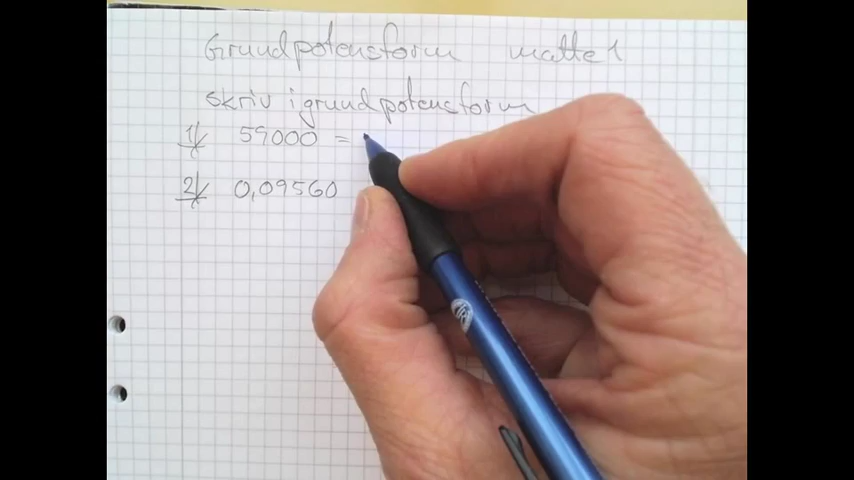 Grundpotensform matte 1
skriv i grundpotensform
1/ 59000 =
2/ 0,09560